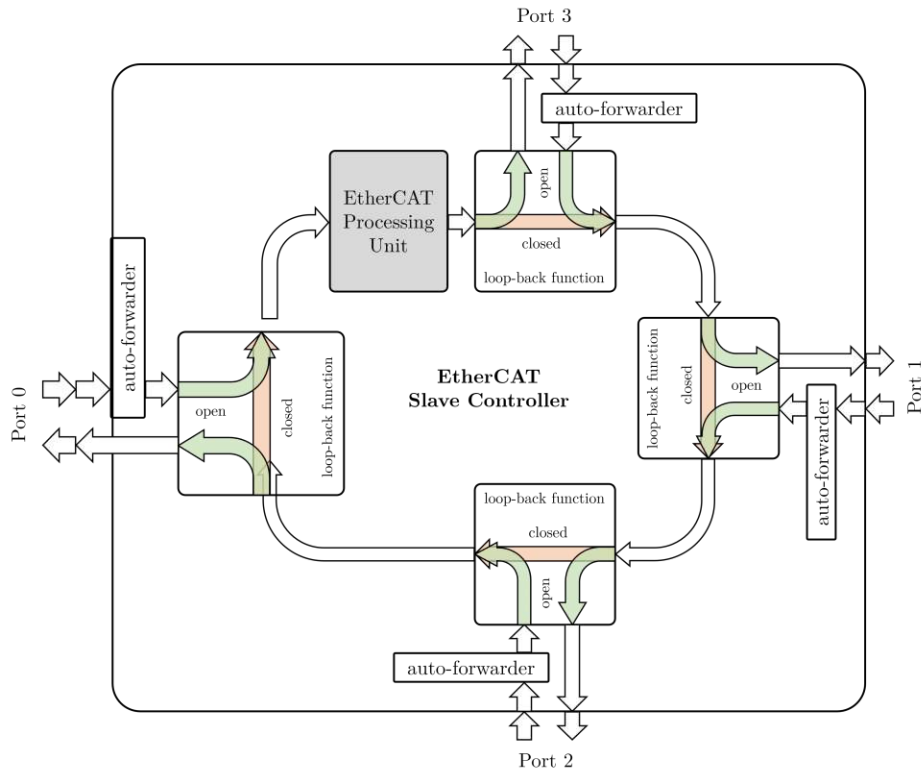 Port 3
auto-forwarder
EtherCAT
Processing
Unit
open
closed
loop-back function
auto-forwarder
Port 0
open
closed
loop-back function
EtherCAT
Slave Controller
loop-back function
closed
open
auto-forwarder
Port 1
loop-back function
closed
open
auto-forwarder
Port 2